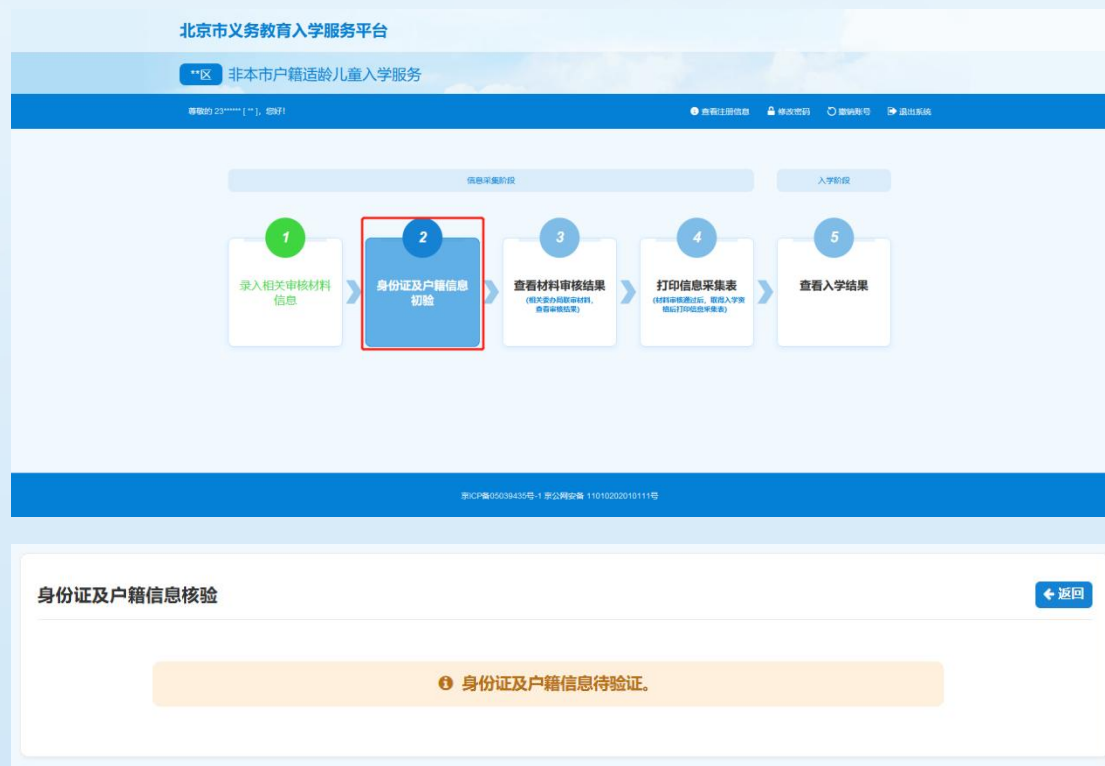 北京市义务教育入学服务平台
**区 非本市户籍适龄儿童入学服务
尊敬的 23****** [ ** ], 您好!
查看注册信息 修改密码 撤销账号 退出系统
信息采集阶段 入学阶段
1 2 3 4 5
录入相关审核材料
信息
身份证及户籍信息
初验
查看材料审核结果
(相关委办局联审材料,
查看审核结果)
打印信息采集表
(材料审核通过后, 取得入学资
格后打印信息采集表)
查看入学结果
京ICP备05039435号-1 京公网安备 11010202010111号
身份证及户籍信息核验
返回
身份证及户籍信息待验证。